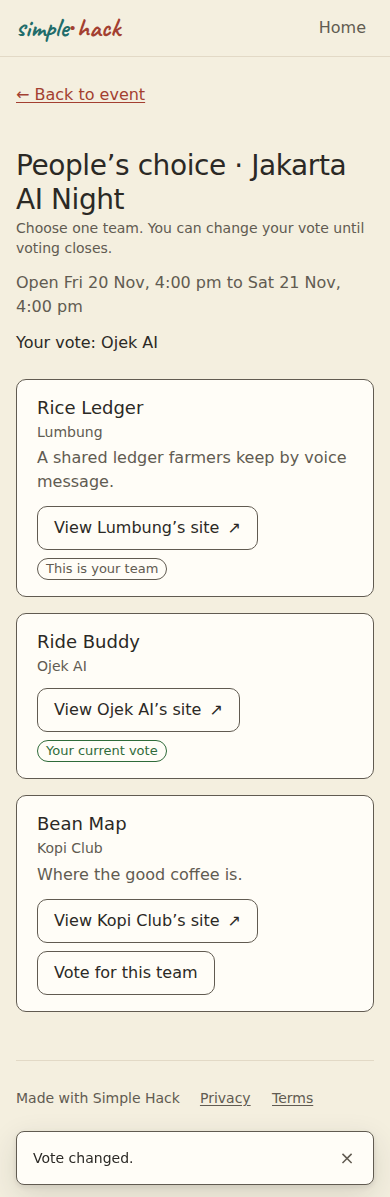 simple·hack
Home
← Back to event
People’s choice · Jakarta
AI Night
Choose one team. You can change your vote until
voting closes.
Open Fri 20 Nov, 4:00 pm to Sat 21 Nov,
4:00 pm
Your vote: Ojek AI
Rice Ledger
Lumbung
A shared ledger farmers keep by voice
message.
View Lumbung’s site ↗
This is your team
Ride Buddy
Ojek AI
View Ojek AI’s site ↗
Your current vote
Bean Map
Kopi Club
Where the good coffee is.
View Kopi Club’s site ↗
Vote for this team
Made with Simple Hack Privacy Terms
Vote changed. ×